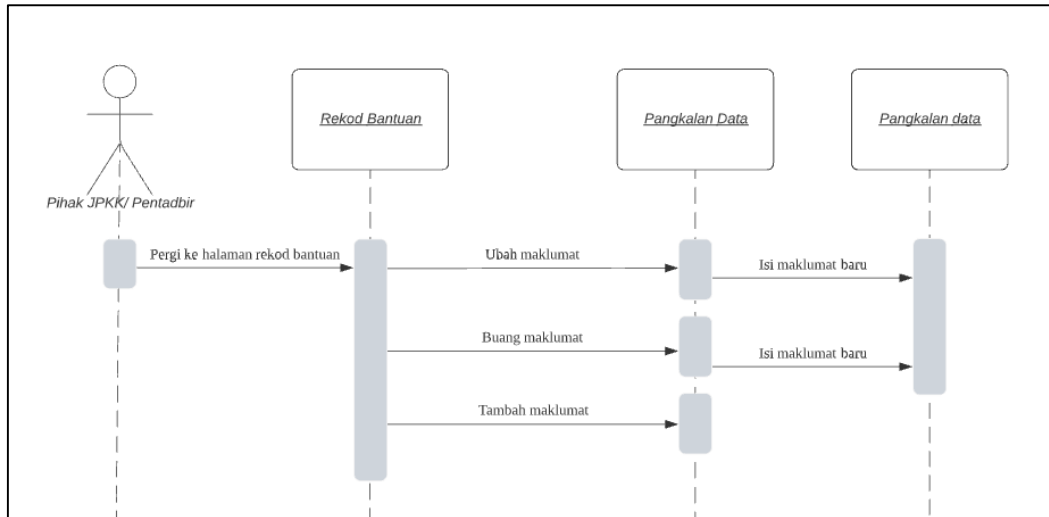 Rekod Bantuan
Pangkalan Data
Pangkalan data
Pihak JPKK/ Pentadbir
Pergi ke halaman rekod bantuan
Ubah maklumat
Isi maklumat baru
Buang maklumat
Isi maklumat baru
Tambah maklumat